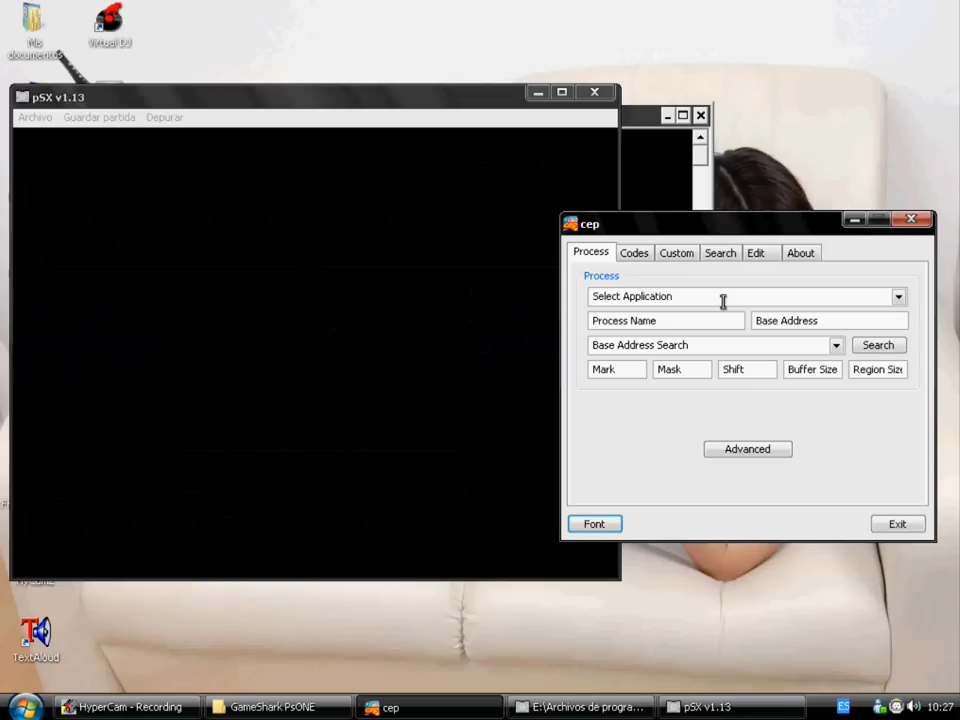 Mis
documentos
Virtual DJ
pSX v1.13
Archivo Guardar partida Depurar
cep
Process Codes Custom Search Edit About
Process
Select Application
Process Name Base Address
Base Address Search Search
Mark Mask Shift Buffer Size Region Size
Advanced
Font Exit
TextAloud
HyperCam - Recording GameShark PsONE cep E:\Archivos de progra... pSX v1.13 ES 10:27